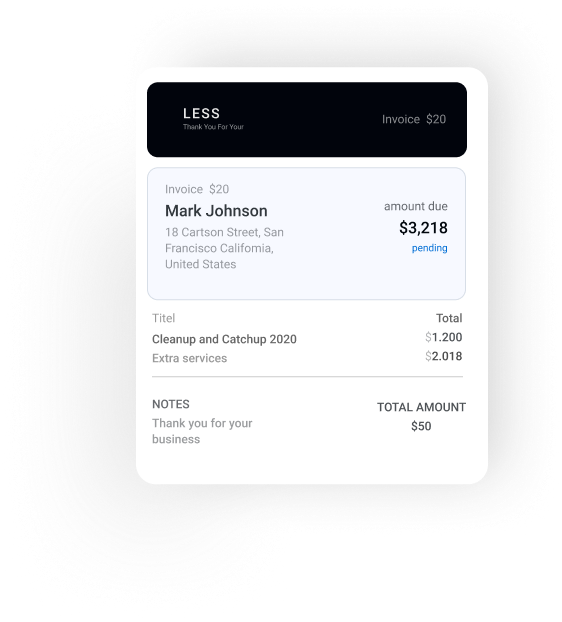 LESS
Thank You For Your
Invoice $20
Invoice $20
Mark Johnson
18 Cartson Street, San
Francisco Califomia,
United States
amount due
$3,218
pending
Titel
Total
Cleanup and Catchup 2020
$1.200
Extra services
$2.018
NOTES
Thank you for your
business
TOTAL AMOUNT
$50